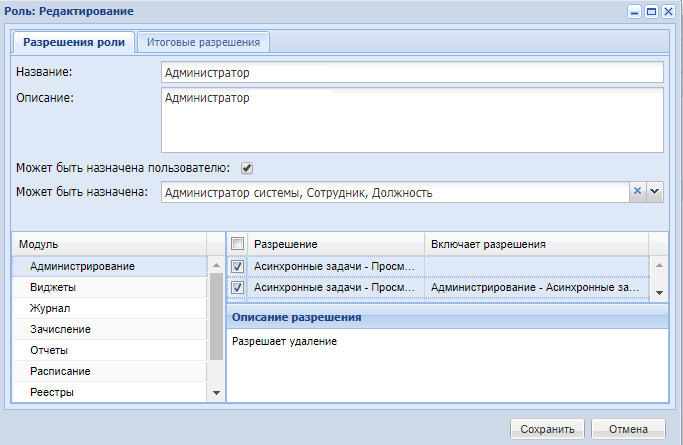 Роль: Редактирование
Разрешения роли Итоговые разрешения
Название: Администратор
Описание: Администратор
Может быть назначена пользователю:
Может быть назначена: Администратор системы, Сотрудник, Должность
Модуль Разрешение Включает разрешения
Администрирование Асинхронные задачи - Просм...
Виджеты Асинхронные задачи - Просм... Администрирование - Асинхронные за...
Журнал
Описание разрешения
Зачисление
Разрешает удаление
Отчеты
Расписание
Реестры
Сохранить Отмена